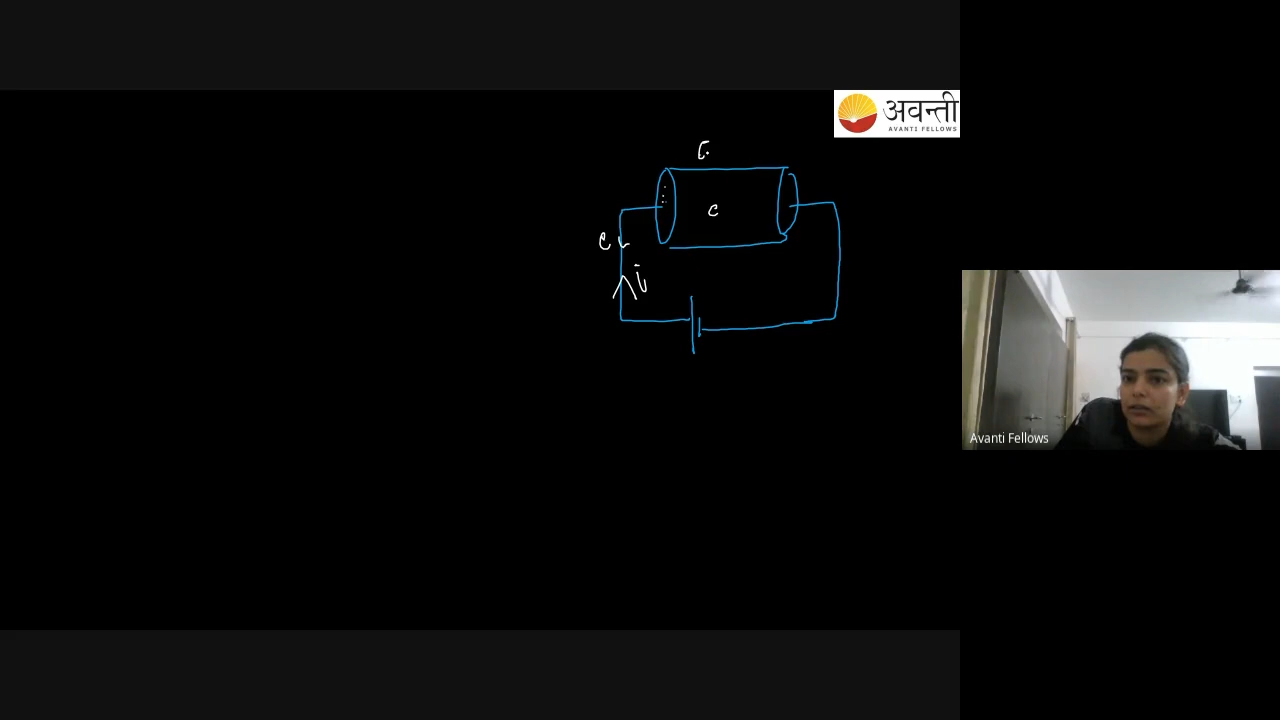 अवन्ती
AVANTI FELLOWS
e
e
i
Avanti Fellows